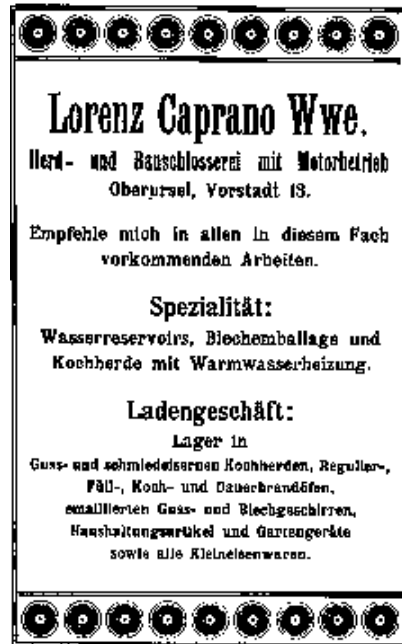 Lorenz Caprano Wwe.
Herd- und Bauschlosserei mit Motorbetrieb
Oberursel, Vorstadt 13.
Empfehle mich in allen in diesem Fach
vorkommenden Arbeiten.
Spezialität:
Wasserreservoirs, Blechemballage und
Kochherde mit Warmwasserheizung.
Ladengeschäft:
Lager in
Guss- und schmiedeisernen Kochherden, Regulier-,
Füll-, Koch- und Dauerbrandöfen,
emaillierten Guss- und Blechgeschirren,
Haushaltungsartikel und Gartengeräte
sowie alle Kleineisenwaren.